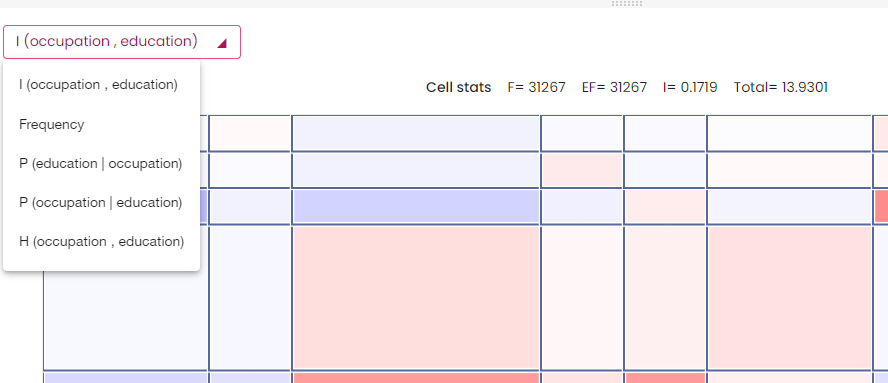 I (occupation , education)
I (occupation , education)
Frequency
P (education | occupation)
P (occupation | education)
H (occupation , education)
Cell stats F= 31267 EF= 31267 I= 0.1719 Total= 13.9301